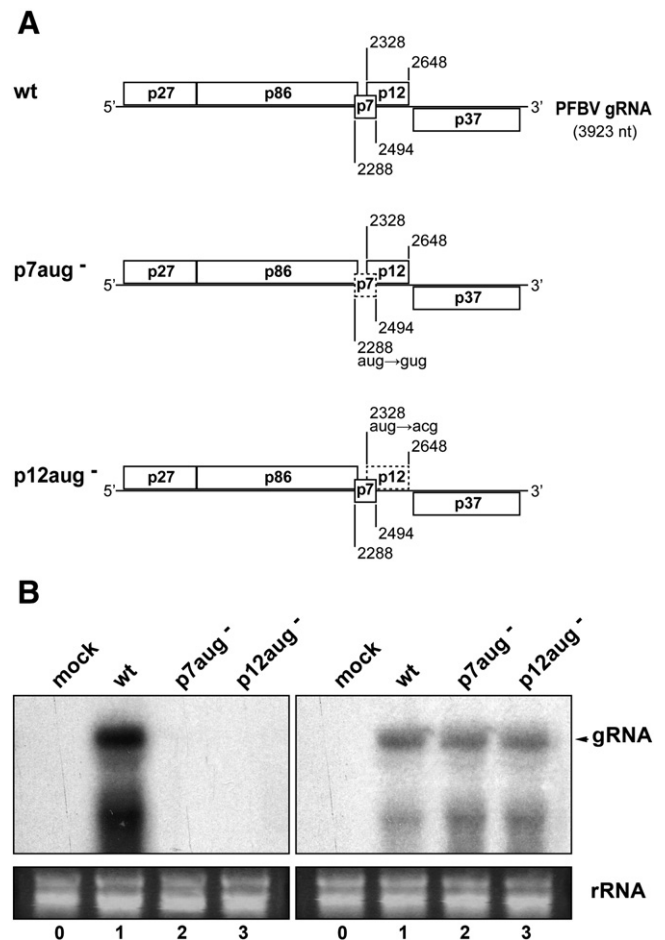 A
wt
2328
2648
p27 p86 p7 p12
5’ 3’
p37
PFBV gRNA
(3923 nt)
2494
2288
p7aug -
2328
2648
p27 p86 p7 p12
5’ 3’
p37
2494
2288
aug→gug
p12aug -
2328
aug→acg
2648
p27 p86 p7 p12
5’ 3’
p37
2494
2288
B
mock wt p7aug - p12aug - mock wt p7aug - p12aug -
gRNA
rRNA
0 1 2 3 0 1 2 3